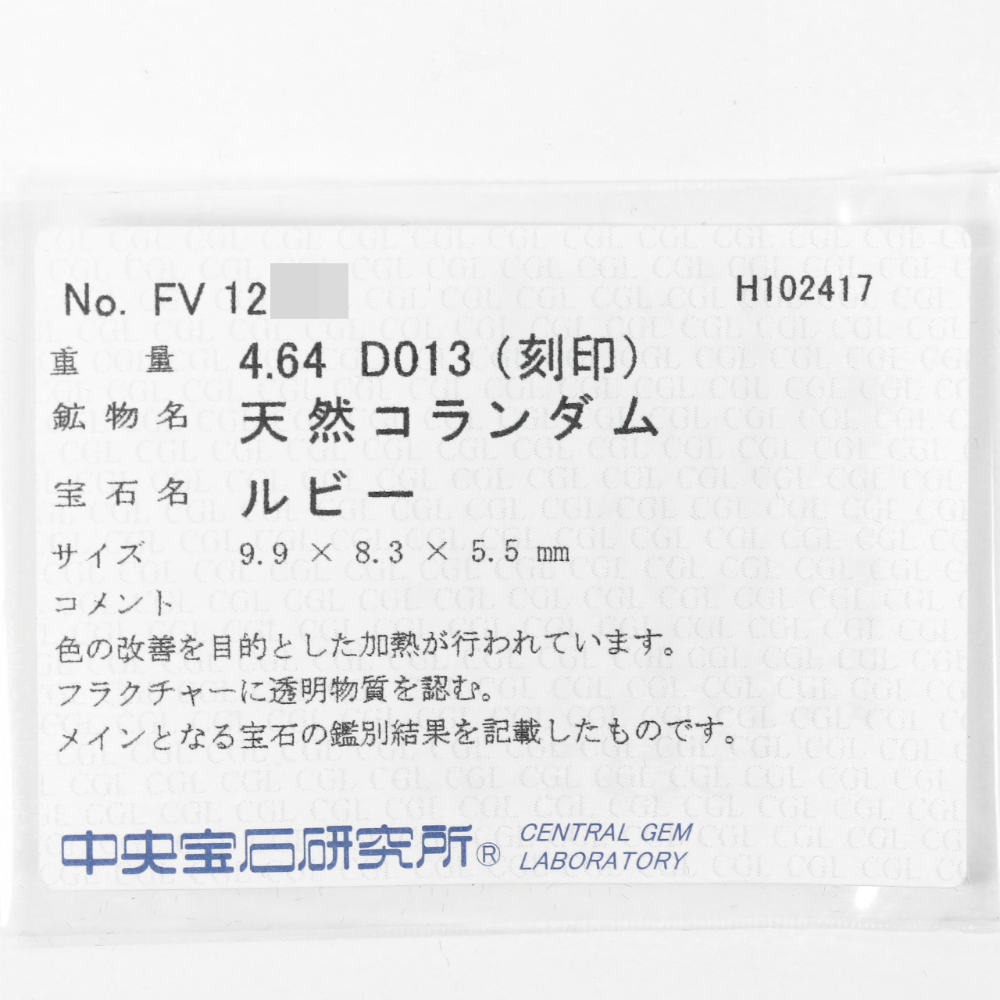 No. FV 12
H102417
重 量 4.64 D013 (刻印)
鉱物名 天然コランダム
宝石名 ルビー
サイズ 9.9 × 8.3 × 5.5 mm
コメント
色の改善を目的とした加熱が行われています。
フラクチャーに透明物質を認む。
メインとなる宝石の鑑別結果を記載したものです。
中央宝石研究所® CENTRAL GEM
LABORATORY